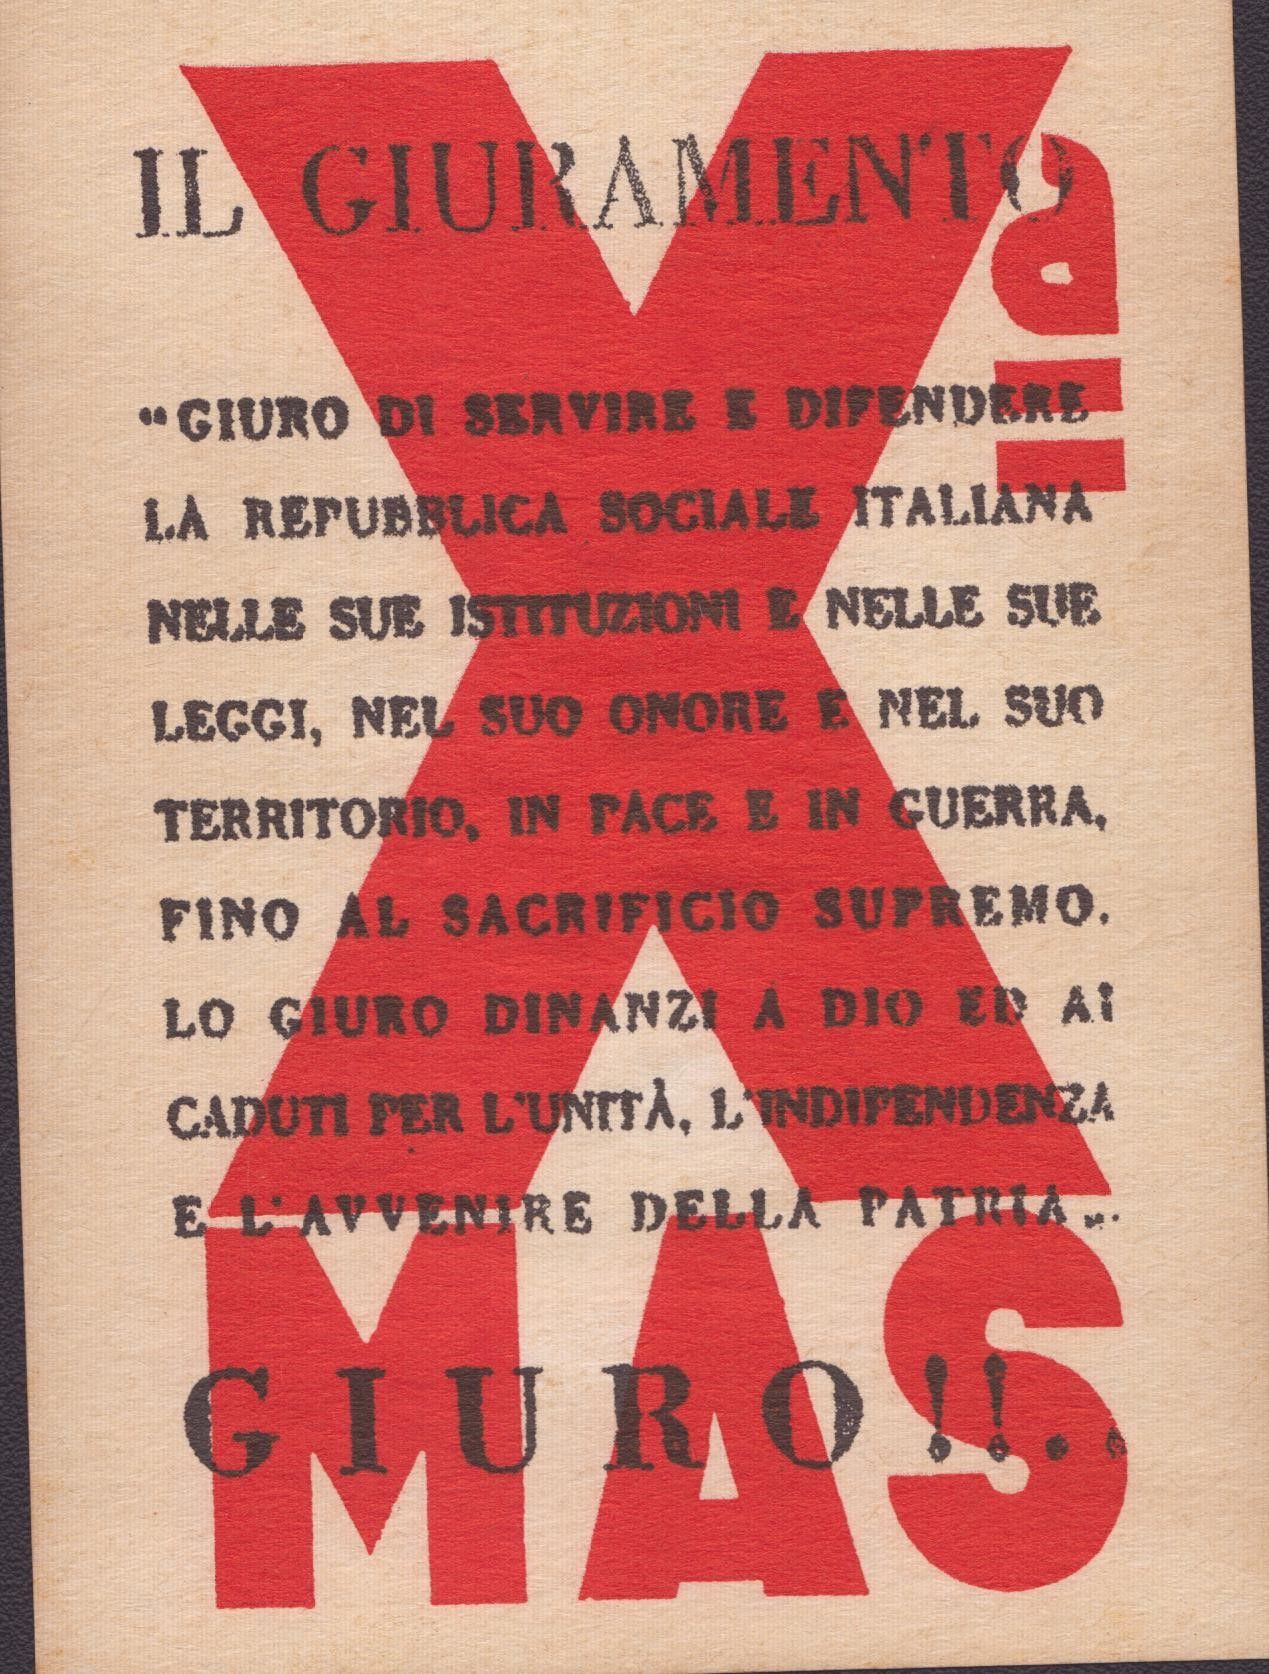 IL GIURAMENTO
"GIURO DI SERVIRE E DIFENDERE
LA REPUBBLICA SOCIALE ITALIANA
NELLE SUE ISTITUZIONI E NELLE SUE
LEGGI, NEL SUO ONORE E NEL SUO
TERRITORIO, IN PACE E IN GUERRA,
FINO AL SACRIFICIO SUPREMO.
LO GIURO DINANZI A DIO ED AI
CADUTI PER L'UNITÀ, L'INDIPENDENZA
E L'AVVENIRE DELLA PATRIA...
GIURO!!..
X
MAS